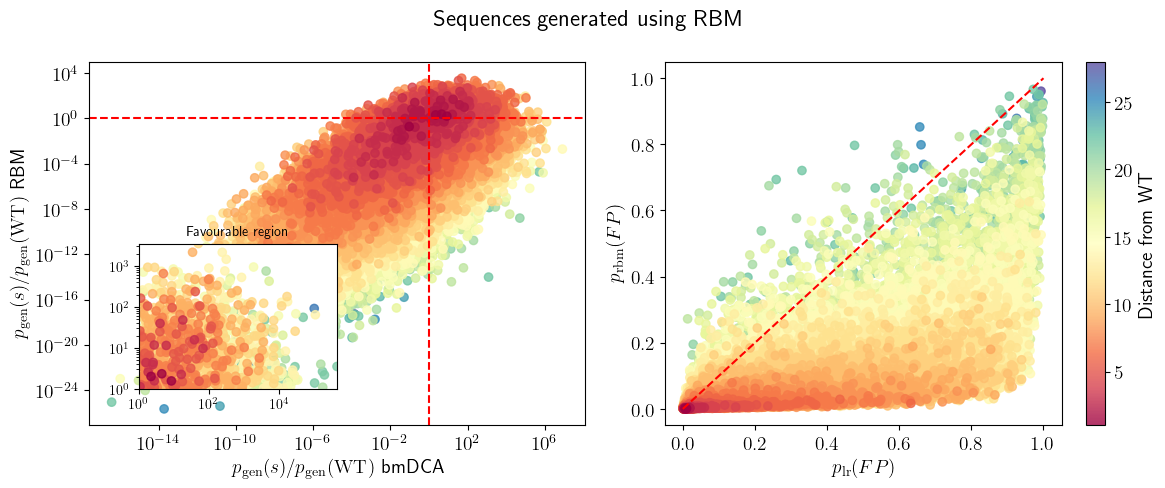 Sequences generated using RBM
10^4
10^0
10^-4
10^-8
10^-12
10^-16
10^-20
10^-24
p_gen(s)/p_gen(WT) RBM
Favourable region
10^3
10^2
10^1
10^0
10^0 10^2 10^4
10^-14 10^-10 10^-6 10^-2 10^2 10^6
p_gen(s)/p_gen(WT) bmDCA
1.0
0.8
0.6
0.4
0.2
0.0
p_rbm(FP)
0.0 0.2 0.4 0.6 0.8 1.0
p_lr(FP)
25
20
15
10
5
Distance from WT